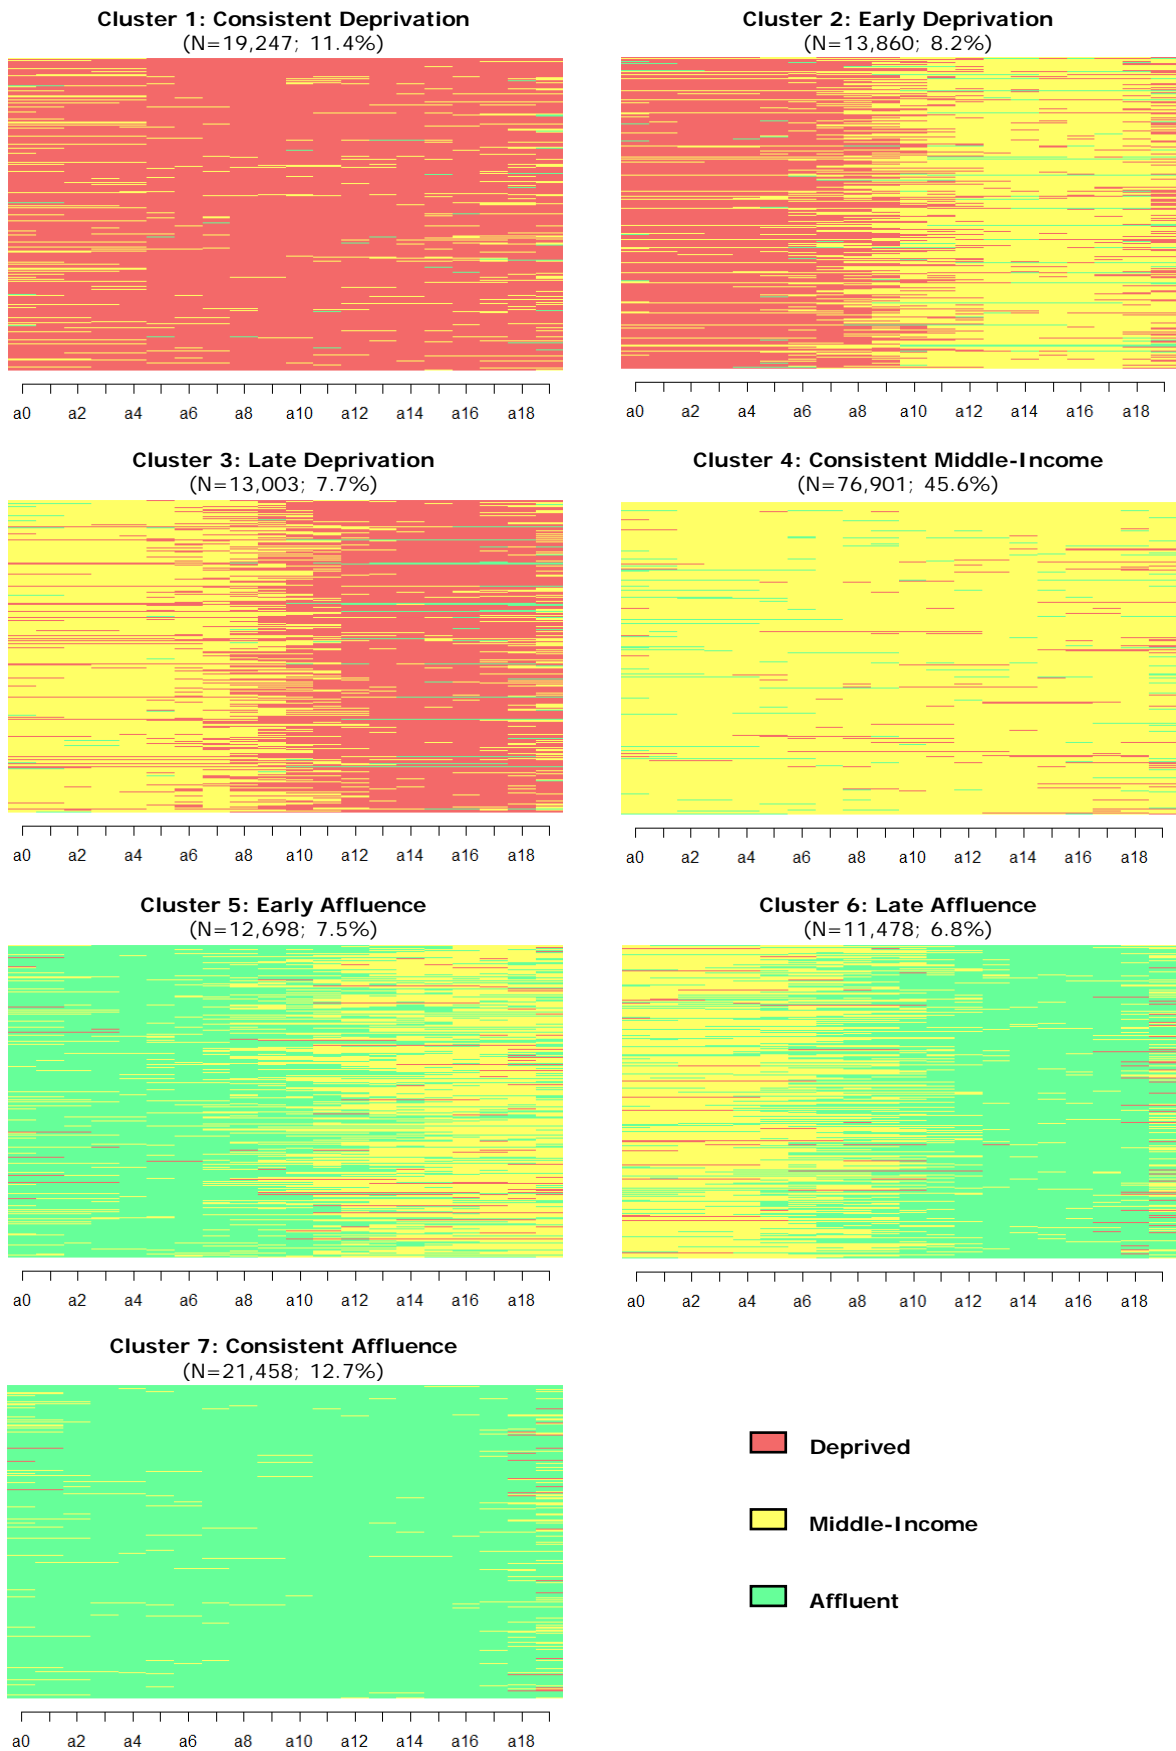 Cluster 1: Consistent Deprivation
(N=19,247; 11.4%)
a0 a2 a4 a6 a8 a10 a12 a14 a16 a18
Cluster 2: Early Deprivation
(N=13,860; 8.2%)
a0 a2 a4 a6 a8 a10 a12 a14 a16 a18
Cluster 3: Late Deprivation
(N=13,003; 7.7%)
a0 a2 a4 a6 a8 a10 a12 a14 a16 a18
Cluster 4: Consistent Middle-Income
(N=76,901; 45.6%)
a0 a2 a4 a6 a8 a10 a12 a14 a16 a18
Cluster 5: Early Affluence
(N=12,698; 7.5%)
a0 a2 a4 a6 a8 a10 a12 a14 a16 a18
Cluster 6: Late Affluence
(N=11,478; 6.8%)
a0 a2 a4 a6 a8 a10 a12 a14 a16 a18
Cluster 7: Consistent Affluence
(N=21,458; 12.7%)
a0 a2 a4 a6 a8 a10 a12 a14 a16 a18
Deprived
Middle-Income
Affluent